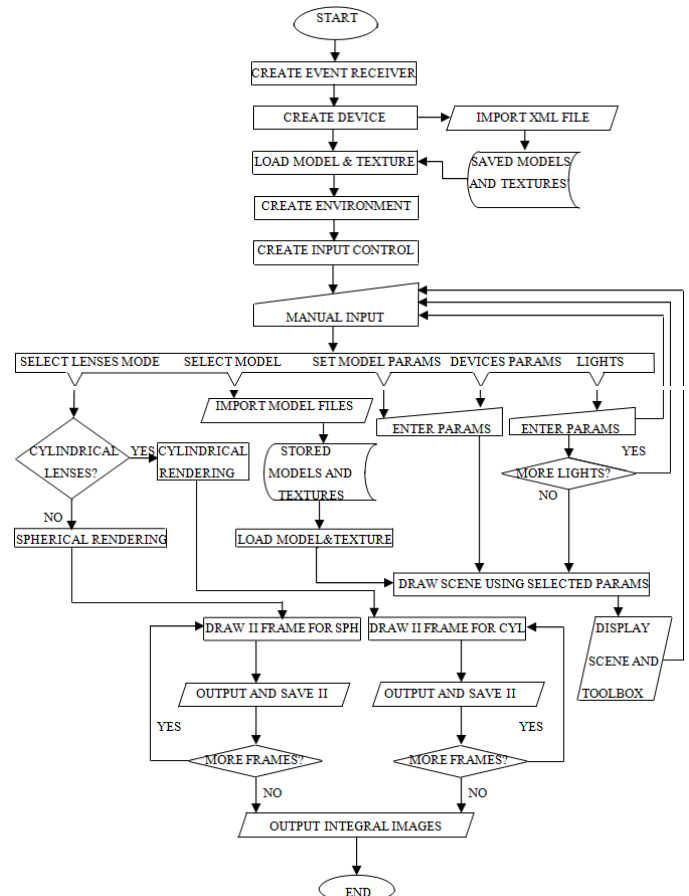 START
CREATE EVENT RECEIVER
CREATE DEVICE
IMPORT XML FILE
LOAD MODEL & TEXTURE
SAVED MODELS
AND TEXTURES
CREATE ENVIRONMENT
CREATE INPUT CONTROL
MANUAL INPUT
SELECT LENSES MODE
SELECT MODEL
SET MODEL PARAMS
DEVICES PARAMS
LIGHTS
IMPORT MODEL FILES
ENTER PARAMS
ENTER PARAMS
CYLINDRICAL
LENSES?
YES
CYLINDRICAL
RENDERING
STORED
MODELS AND
TEXTURES
YES
MORE LIGHTS?
NO
NO
SPHERICAL RENDERING
LOAD MODEL&TEXTURE
DRAW SCENE USING SELECTED PARAMS
DRAW II FRAME FOR SPH
DRAW II FRAME FOR CYL
DISPLAY
SCENE AND
TOOLBOX
OUTPUT AND SAVE II
OUTPUT AND SAVE II
YES
YES
MORE FRAMES?
MORE FRAMES?
NO
NO
OUTPUT INTEGRAL IMAGES
END